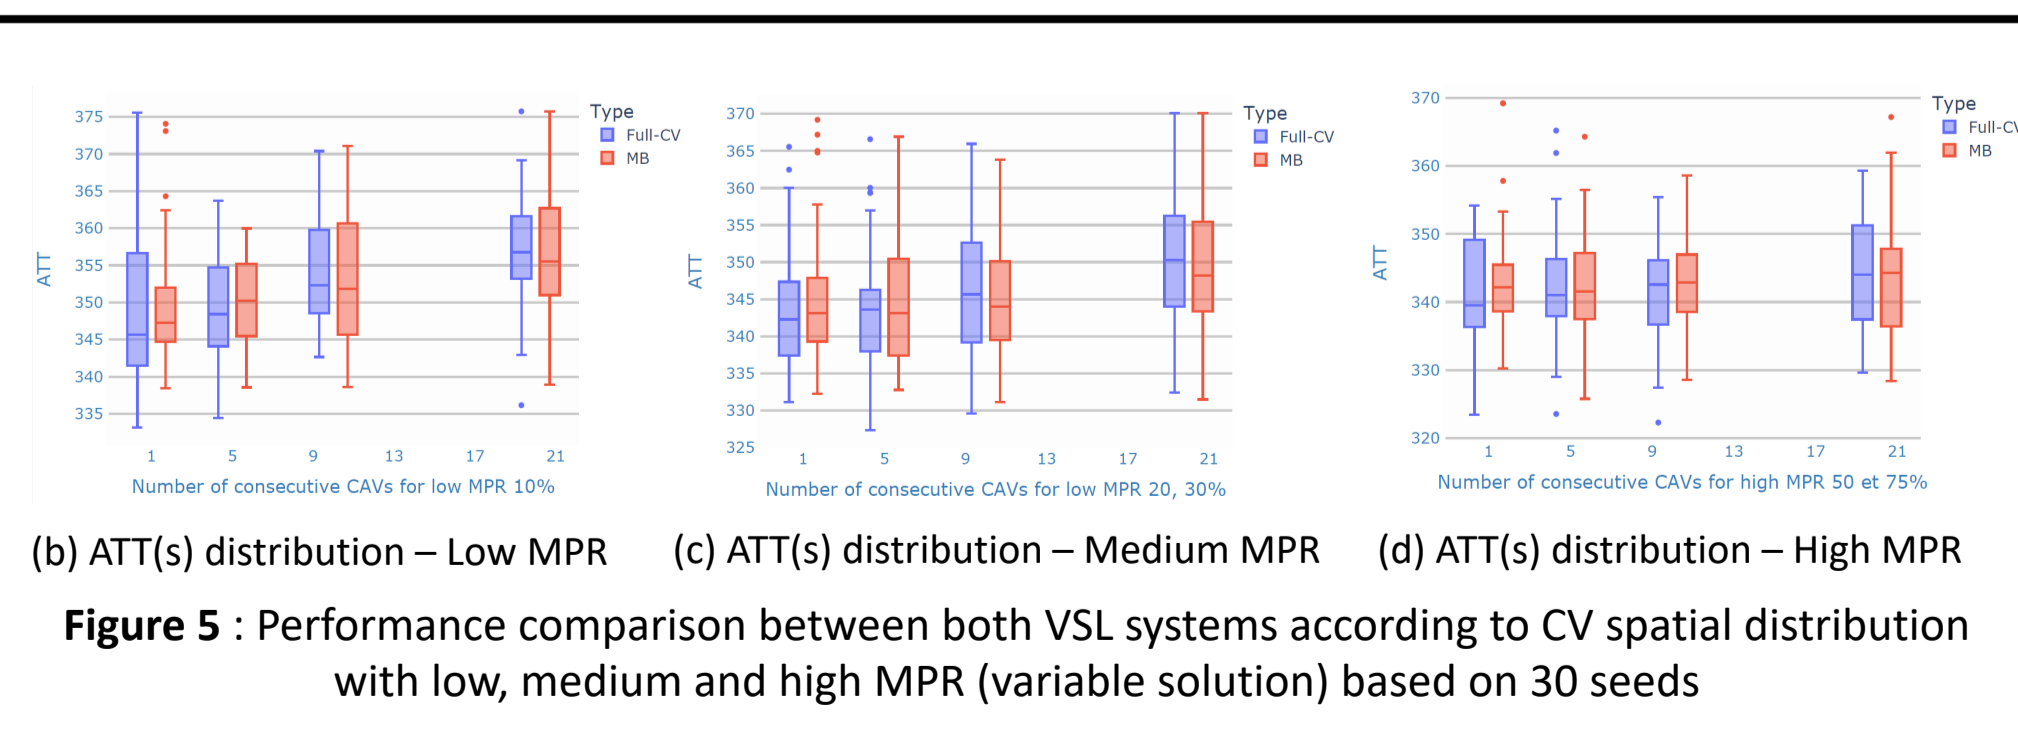 375
370
365
360
355
350
345
340
335
ATT
1 5 9 13 17 21
Number of consecutive CAVs for low MPR 10%
Type
Full-CV
MB
370
365
360
355
350
345
340
335
330
325
ATT
1 5 9 13 17 21
Number of consecutive CAVs for low MPR 20, 30%
Type
Full-CV
MB
370
360
350
340
330
320
ATT
1 5 9 13 17 21
Number of consecutive CAVs for high MPR 50 et 75%
Type
Full-CV
MB
(b) ATT(s) distribution – Low MPR
(c) ATT(s) distribution – Medium MPR
(d) ATT(s) distribution – High MPR
Figure 5 : Performance comparison between both VSL systems according to CV spatial distribution
with low, medium and high MPR (variable solution) based on 30 seeds